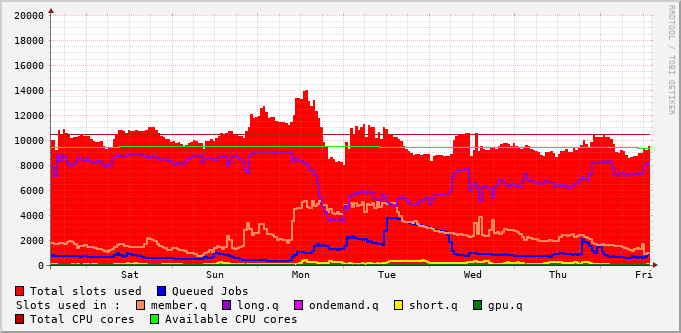 20000
18000
16000
14000
12000
10000
8000
6000
4000
2000
0
Sat Sun Mon Tue Wed Thu Fri
Total slots used Queued Jobs
Slots used in : member.q long.q ondemand.q short.q gpu.q
Total CPU cores Available CPU cores
RRDTOOL / TOBI OETIKER